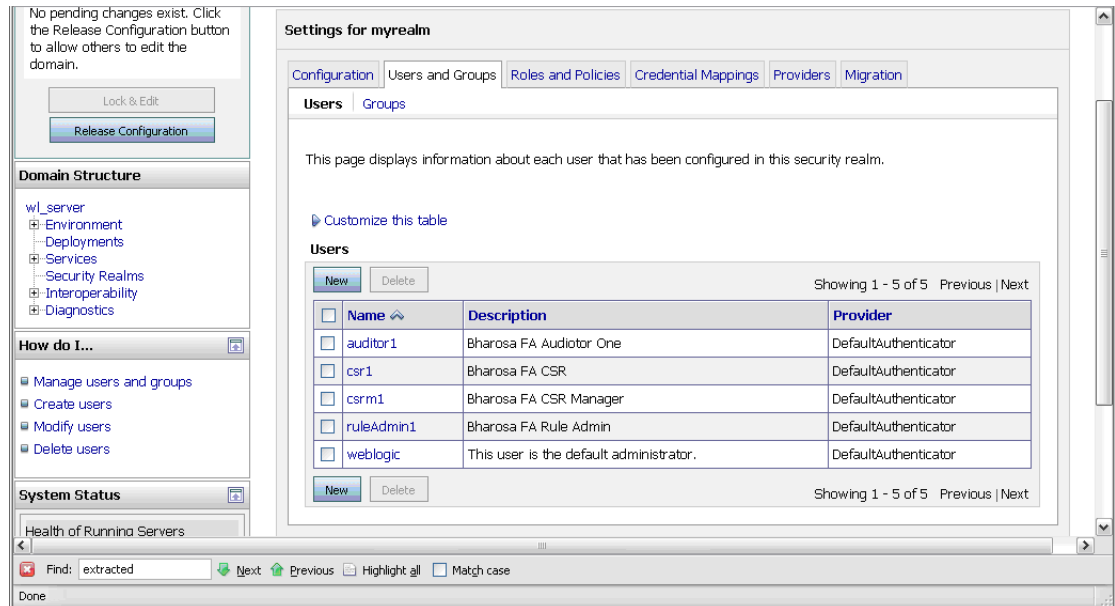 No pending changes exist. Click
the Release Configuration button
to allow others to edit the
domain.
Lock & Edit
Release Configuration
Domain Structure
wl_server
Environment
Deployments
Services
Security Realms
Interoperability
Diagnostics
How do I...
Manage users and groups
Create users
Modify users
Delete users
System Status
Health of Running Servers
Settings for myrealm
Configuration Users and Groups Roles and Policies Credential Mappings Providers Migration
Users Groups
This page displays information about each user that has been configured in this security realm.
Customize this table
Users
New Delete Showing 1 - 5 of 5 Previous | Next
Name Description Provider
auditor1 Bharosa FA Audiotor One DefaultAuthenticator
csr1 Bharosa FA CSR DefaultAuthenticator
csrm1 Bharosa FA CSR Manager DefaultAuthenticator
ruleAdmin1 Bharosa FA Rule Admin DefaultAuthenticator
weblogic This user is the default administrator. DefaultAuthenticator
New Delete Showing 1 - 5 of 5 Previous | Next
Find: extracted Next Previous Highlight all Match case
Done